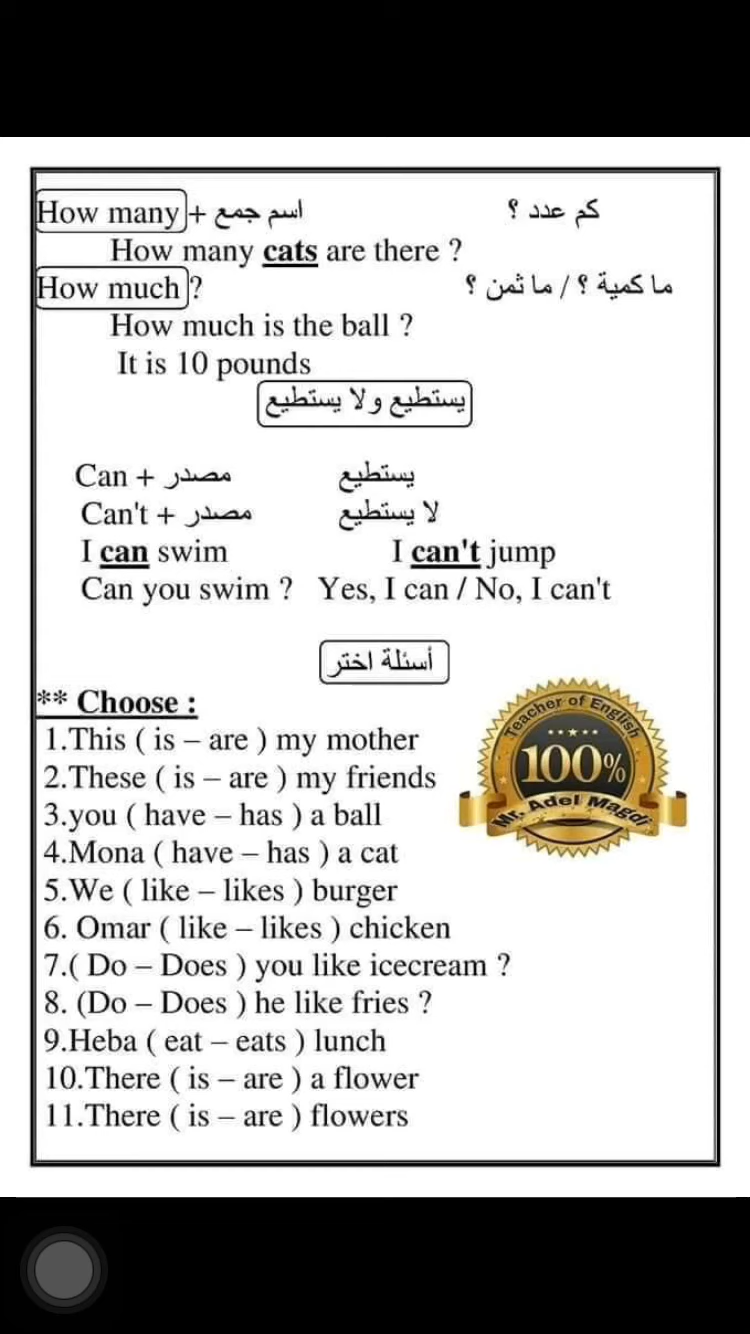 How many + اسم جمع كم عدد ؟
How many cats are there ?
How much ? ما كمية ؟ / ما ثمن ؟
How much is the ball ?
It is 10 pounds
يستطيع ولا يستطيع
Can + مصدر يستطيع
Can't + مصدر لا يستطيع
I can swim I can't jump
Can you swim ? Yes, I can / No, I can't
أسئلة اختر
** Choose :
1.This ( is – are ) my mother
2.These ( is – are ) my friends
3.you ( have – has ) a ball
4.Mona ( have – has ) a cat
5.We ( like – likes ) burger
6. Omar ( like – likes ) chicken
7.( Do – Does ) you like icecream ?
8. (Do – Does ) he like fries ?
9.Heba ( eat – eats ) lunch
10.There ( is – are ) a flower
11.There ( is – are ) flowers
Teacher of English
100%
Mr. Adel Magdi